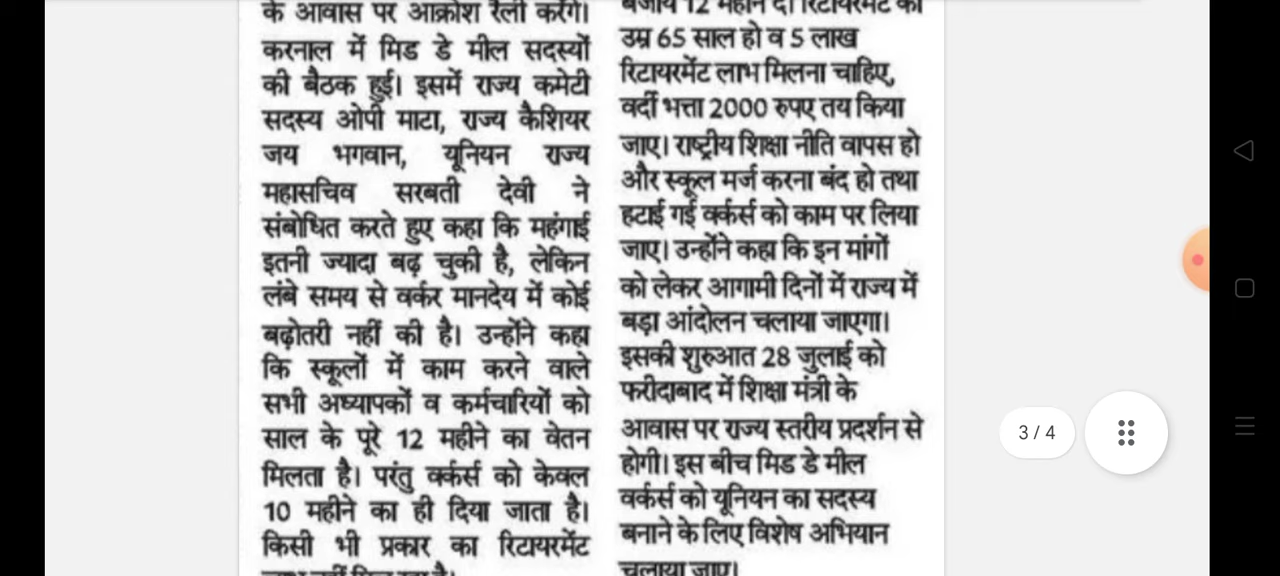 के आवास पर आक्रोश रैली करेंगे।
करनाल में मिड डे मील सदस्यों
की बैठक हुई। इसमें राज्य कमेटी
सदस्य ओपी माटा, राज्य कैशियर
जय भगवान, यूनियन राज्य
महासचिव सरबती देवी ने
संबोधित करते हुए कहा कि महंगाई
इतनी ज्यादा बढ़ चुकी है, लेकिन
लंबे समय से वर्कर मानदेय में कोई
बढ़ोतरी नहीं की है। उन्होंने कहा
कि स्कूलों में काम करने वाले
सभी अध्यापकों व कर्मचारियों को
साल के पूरे 12 महीने का वेतन
मिलता है। परंतु वर्कर्स को केवल
10 महीने का ही दिया जाता है।
किसी भी प्रकार का रिटायरमेंट
बजाय 12 महीने दो रिटायरमेंट की
उम्र 65 साल हो व 5 लाख
रिटायरमेंट लाभ मिलना चाहिए,
वर्दी भत्ता 2000 रुपए तय किया
जाए। राष्ट्रीय शिक्षा नीति वापस हो
और स्कूल मर्ज करना बंद हो तथा
हटाई गई वर्कर्स को काम पर लिया
जाए। उन्होंने कहा कि इन मांगों
को लेकर आगामी दिनों में राज्य में
बड़ा आंदोलन चलाया जाएगा।
इसकी शुरुआत 28 जुलाई को
फरीदाबाद में शिक्षा मंत्री के
आवास पर राज्य स्तरीय प्रदर्शन से
होगी। इस बीच मिड डे मील
वर्कर्स को यूनियन का सदस्य
बनाने के लिए विशेष अभियान
चलाया जाए।
3 / 4